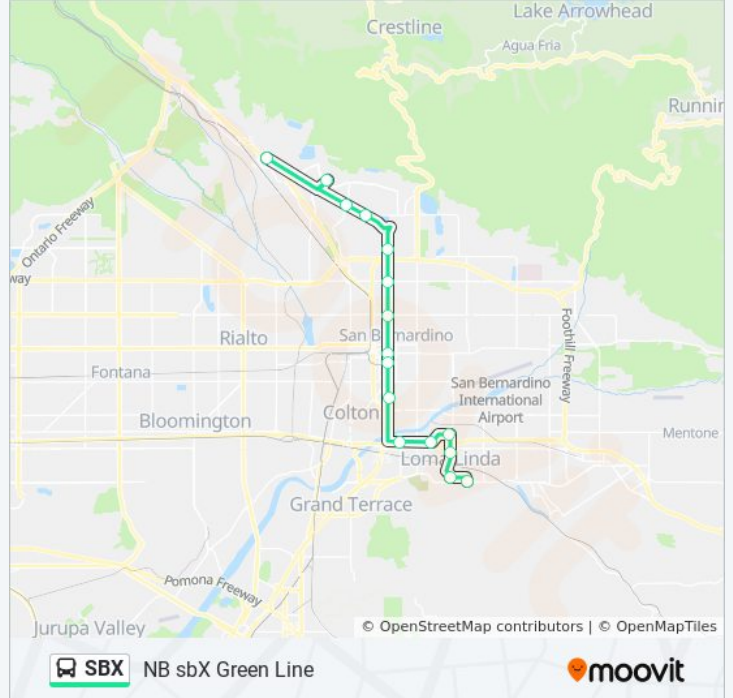 Lake Arrowhead
Crestline
Agua Fria
Runnin
Ontario Freeway
way
Foothill Freeway
Rialto
San Bernardino
Fontana
San Bernardino
International
Airport
Colton
Bloomington
Mentone
Loma Linda
Grand Terrace
Pomona Freeway
Jurupa Valley
© OpenStreetMap contributors | © OpenMapTiles
SBX NB sbX Green Line
moovit